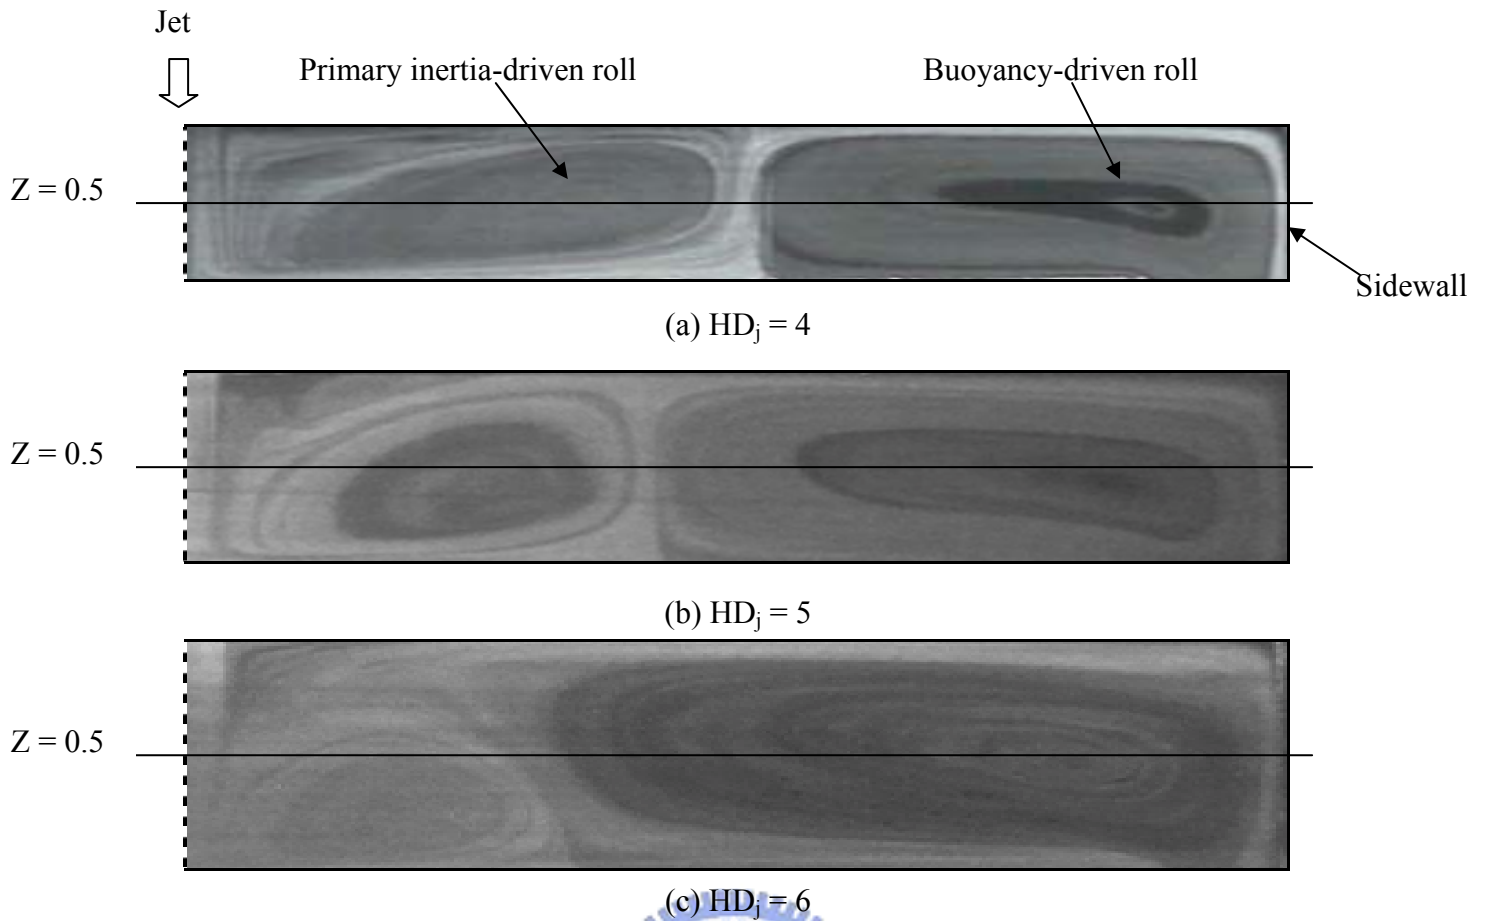 Jet
Primary inertia-driven roll
Buoyancy-driven roll
Z = 0.5
Sidewall
(a) HDj = 4
Z = 0.5
(b) HDj = 5
Z = 0.5
(c) HDj = 6